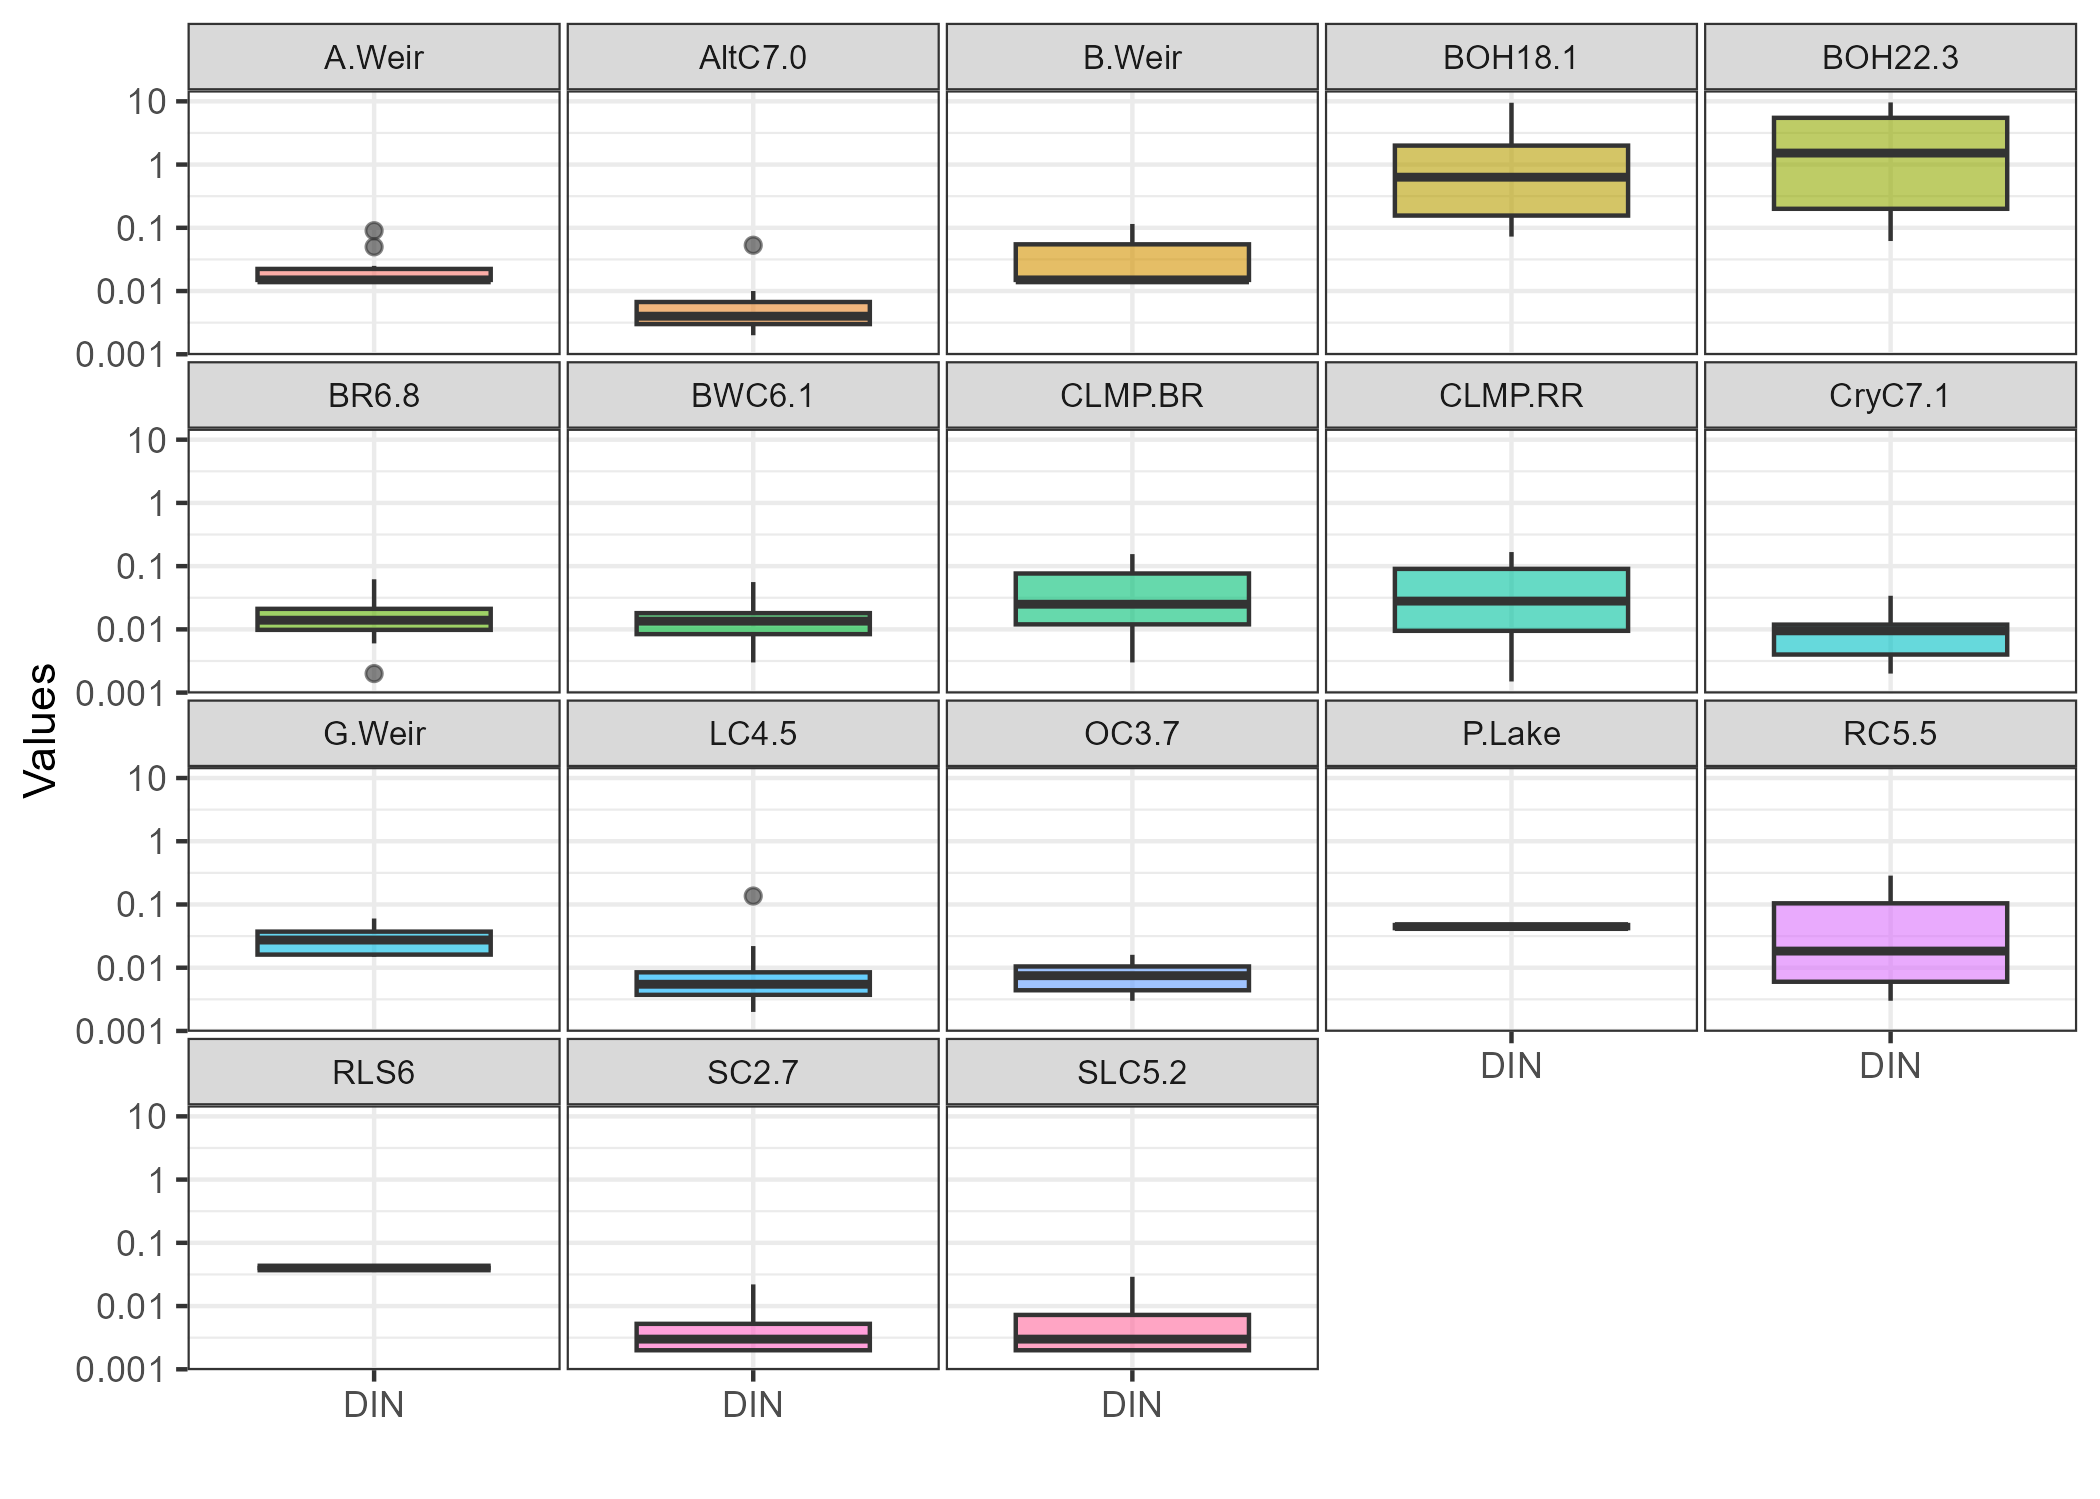 A.Weir AltC7.0 B.Weir BOH18.1 BOH22.3
10
1
0.1
0.01
0.001
BR6.8 BWC6.1 CLMP.BR CLMP.RR CryC7.1
10
1
0.1
0.01
0.001
Values
G.Weir LC4.5 OC3.7 P.Lake RC5.5
10
1
0.1
0.01
0.001
DIN DIN
RLS6 SC2.7 SLC5.2
10
1
0.1
0.01
0.001
DIN DIN DIN